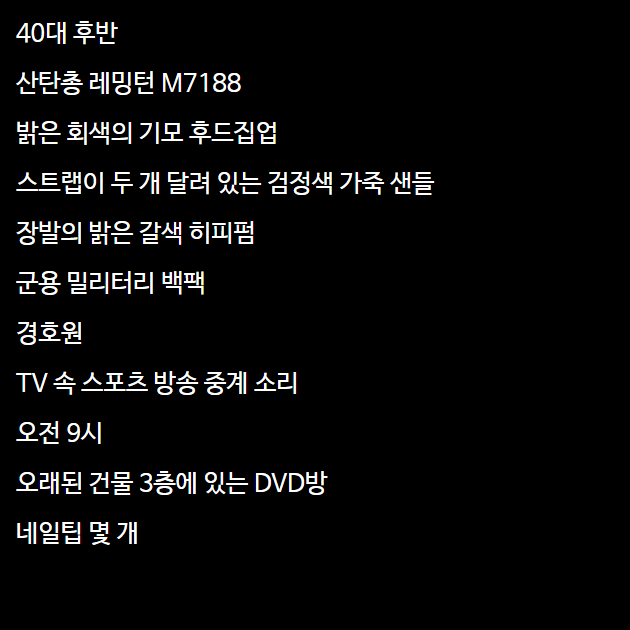 40대 후반
산탄총 레밍턴 M7188
밝은 회색의 기모 후드집업
스트랩이 두 개 달려 있는 검정색 가죽 샌들
장발의 밝은 갈색 히피펌
군용 밀리터리 백팩
경호원
TV 속 스포츠 방송 중계 소리
오전 9시
오래된 건물 3층에 있는 DVD방
네일팁 몇 개